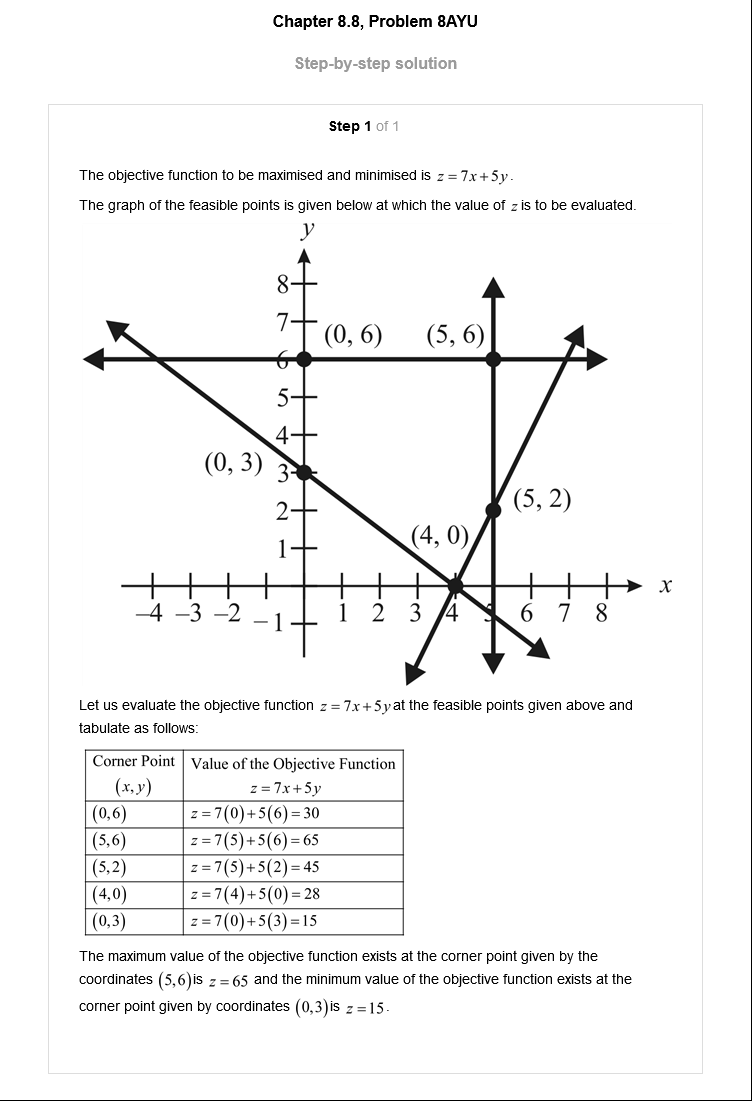 Chapter 8.8, Problem 8AYU
Step-by-step solution
Step 1 of 1
The objective function to be maximised and minimised is z = 7x+5y.
The graph of the feasible points is given below at which the value of z is to be evaluated.
y
8
7
(0, 6) (5, 6)
6
5
4
(0, 3) 3
2 (5, 2)
(4, 0)
1
x
–4 –3 –2 –1 1 2 3 4 5 6 7 8
Let us evaluate the objective function z = 7x+5y at the feasible points given above and
tabulate as follows:
Corner Point Value of the Objective Function
(x,y) z = 7x+5y
(0,6) z = 7(0)+5(6) = 30
(5,6) z = 7(5)+5(6) = 65
(5,2) z = 7(5)+5(2) = 45
(4,0) z = 7(4)+5(0) = 28
(0,3) z = 7(0)+5(3) = 15
The maximum value of the objective function exists at the corner point given by the
coordinates (5,6) is z = 65 and the minimum value of the objective function exists at the
corner point given by coordinates (0,3) is z = 15.